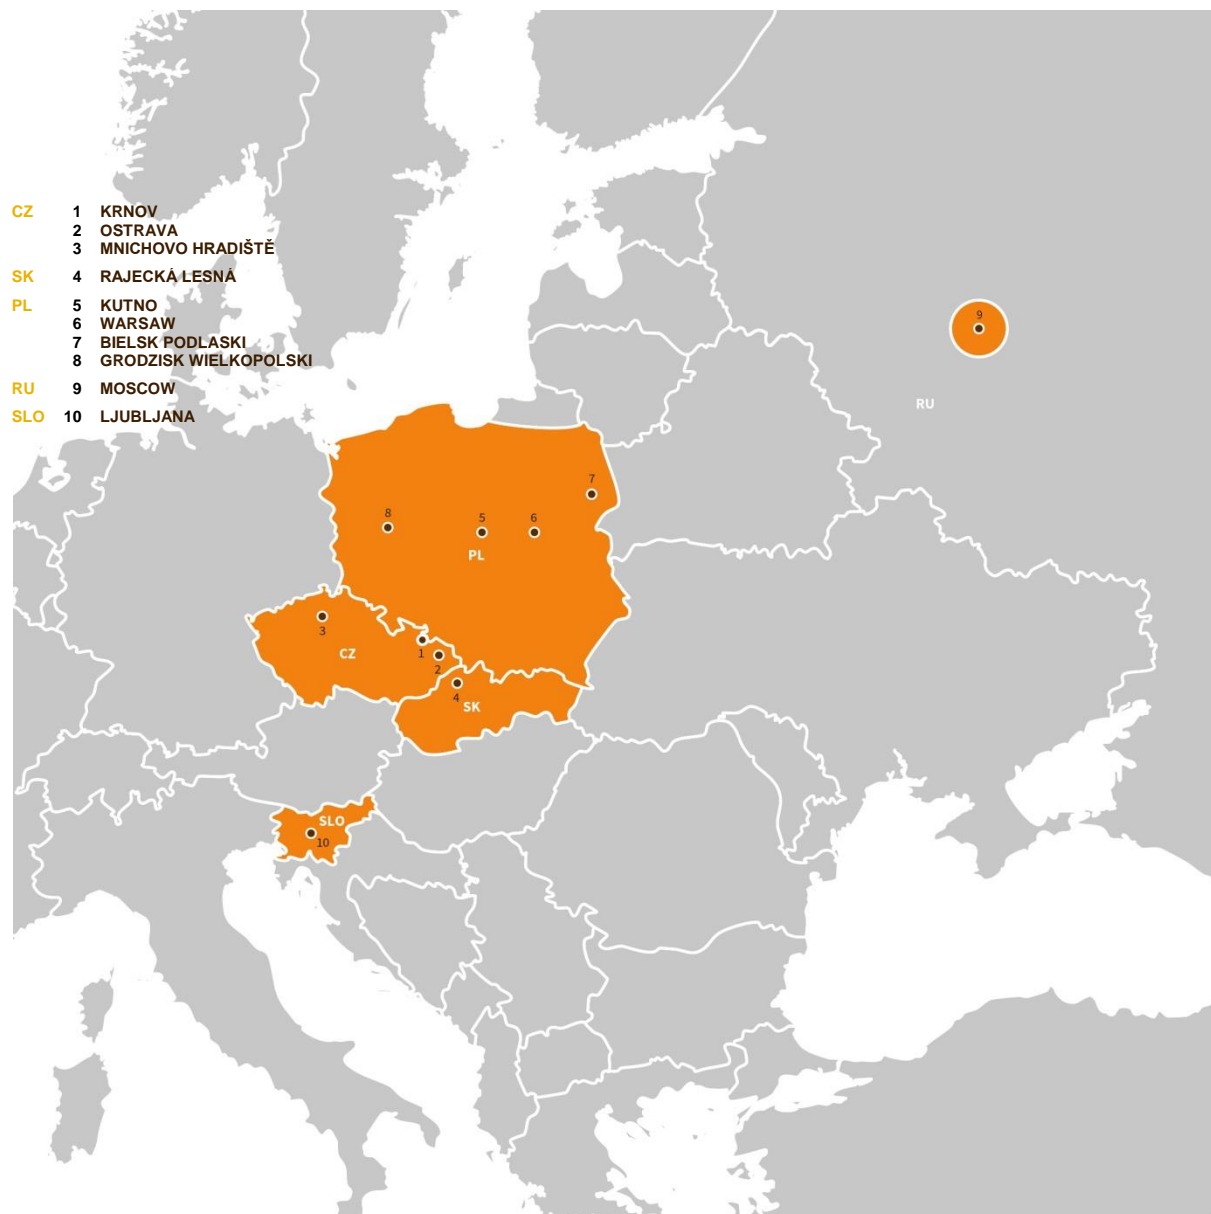 CZ 1 KRNOV
2 OSTRAVA
3 MNICHOVO HRADIŠTĚ
SK 4 RAJECKÁ LESNÁ
PL 5 KUTNO
6 WARSAW
7 BIELSK PODLASKI
8 GRODZISK WIELKOPOLSKI
RU 9 MOSCOW
SLO 10 LJUBLJANA
9
RU
7
8
5
6
PL
3
1
CZ
2
4
SK
SLO
10